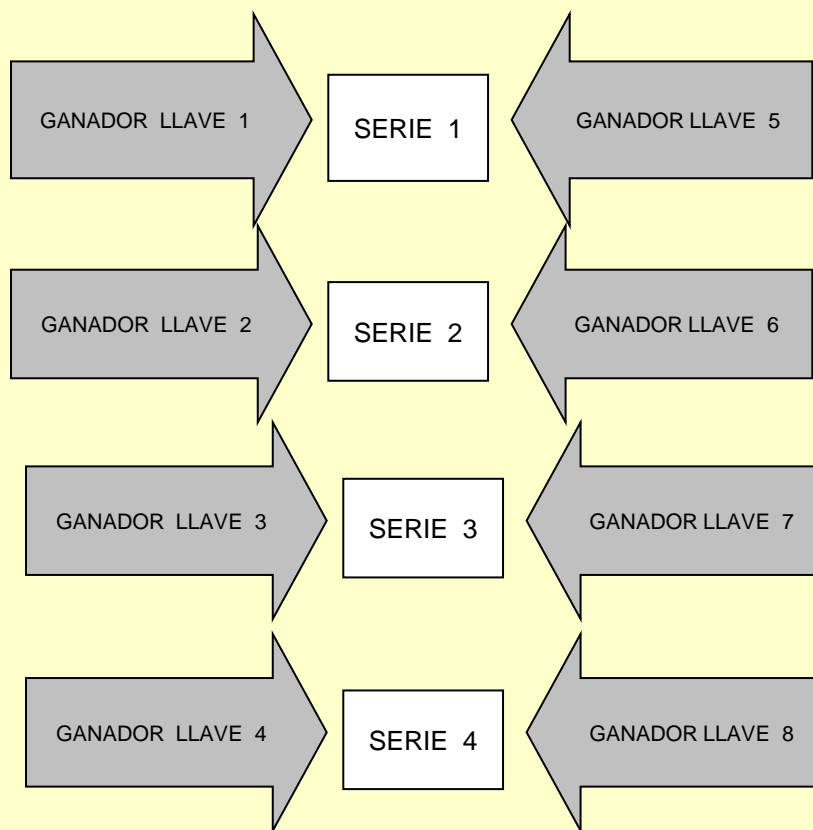 GANADOR LLAVE 1
SERIE 1
GANADOR LLAVE 5
GANADOR LLAVE 2
SERIE 2
GANADOR LLAVE 6
GANADOR LLAVE 3
SERIE 3
GANADOR LLAVE 7
GANADOR LLAVE 4
SERIE 4
GANADOR LLAVE 8